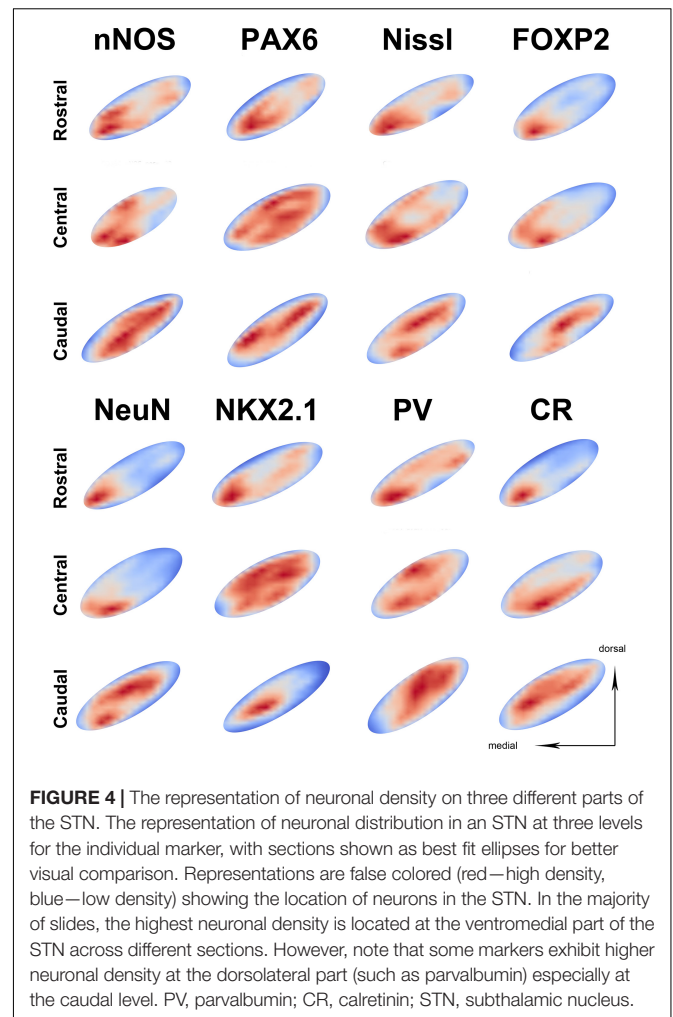 nNOS PAX6 Nissl FOXP2
Rostral
Central
Caudal
NeuN NKX2.1 PV CR
Rostral
Central
Caudal
dorsal
medial
FIGURE 4 | The representation of neuronal density on three different parts of
the STN. The representation of neuronal distribution in an STN at three levels
for the individual marker, with sections shown as best fit ellipses for better
visual comparison. Representations are false colored (red—high density,
blue—low density) showing the location of neurons in the STN. In the majority
of slides, the highest neuronal density is located at the ventromedial part of the
STN across different sections. However, note that some markers exhibit higher
neuronal density at the dorsolateral part (such as parvalbumin) especially at
the caudal level. PV, parvalbumin; CR, calretinin; STN, subthalamic nucleus.